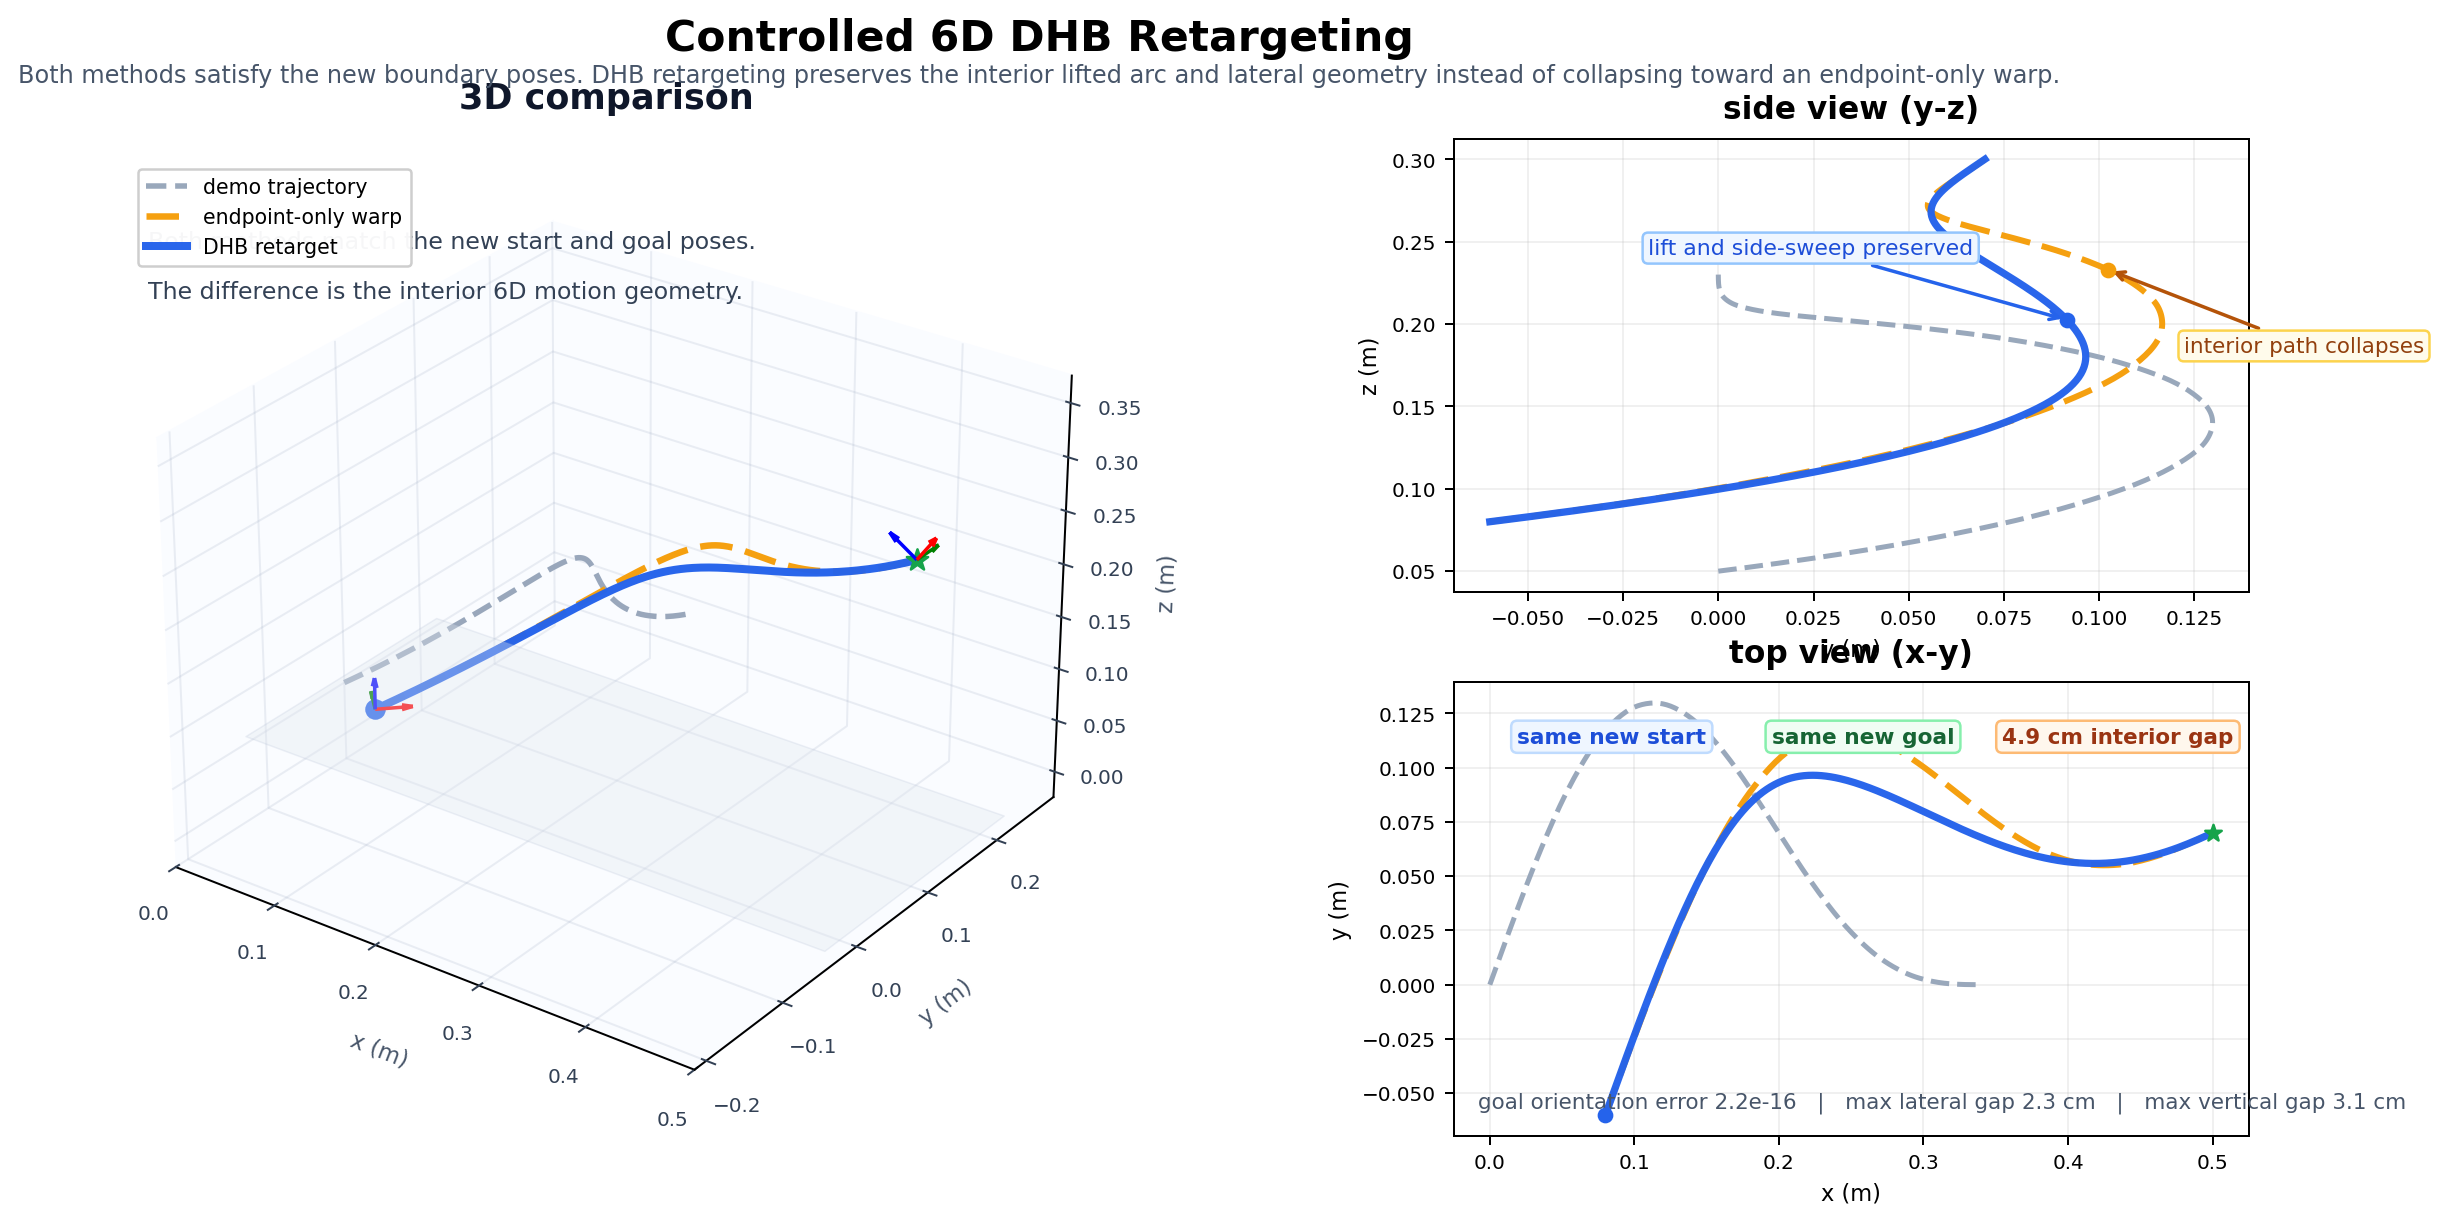 Controlled 6D DHB Retargeting
Both methods satisfy the new boundary poses. DHB retargeting preserves the interior lifted arc and lateral geometry instead of collapsing toward an endpoint-only warp.
3D comparison
demo trajectory
endpoint-only warp
DHB retarget
Both methods match the new start and goal poses.
The difference is the interior 6D motion geometry.
0.35
0.30
0.25
0.20
0.15
0.10
0.05
0.00
z (m)
0.0
0.1
0.2
0.3
0.4
0.5
x (m)
−0.2
−0.1
0.0
0.1
0.2
y (m)
side view (y-z)
0.30
0.25
0.20
0.15
0.10
0.05
z (m)
lift and side-sweep preserved
interior path collapses
−0.050
−0.025
0.000
0.025
0.050
0.075
0.100
0.125
y (m)
top view (x-y)
0.125
0.100
0.075
0.050
0.025
0.000
−0.025
−0.050
y (m)
same new start
same new goal
4.9 cm interior gap
goal orientation error 2.2e-16 | max lateral gap 2.3 cm | max vertical gap 3.1 cm
0.0
0.1
0.2
0.3
0.4
0.5
x (m)